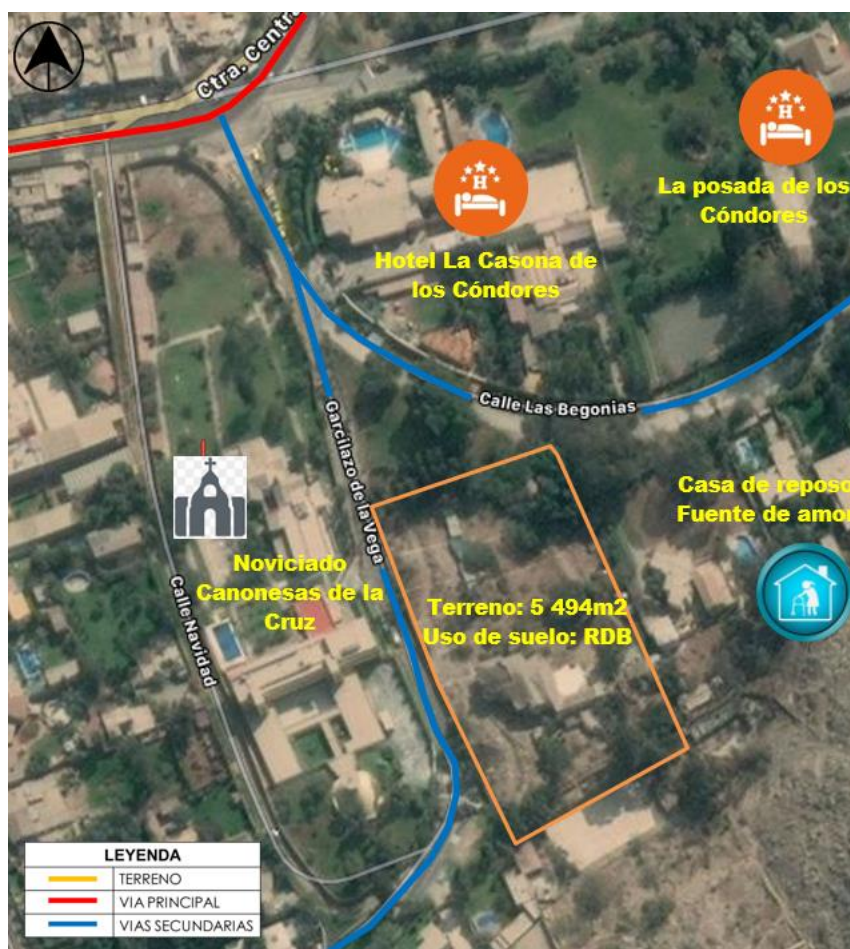 Ctra. Centra
H
H
La posada de los
Cóndores
Hotel La Casona de
los Cóndores
Calle Las Begonias
Garcilazo de la Vega
Casa de reposo
Fuente de amor
Noviciado
Canonesas de la
Cruz
Calle Navidad
Terreno: 5 494m2
Uso de suelo: RDB
LEYENDA
TERRENO
VIA PRINCIPAL
VIAS SECUNDARIAS